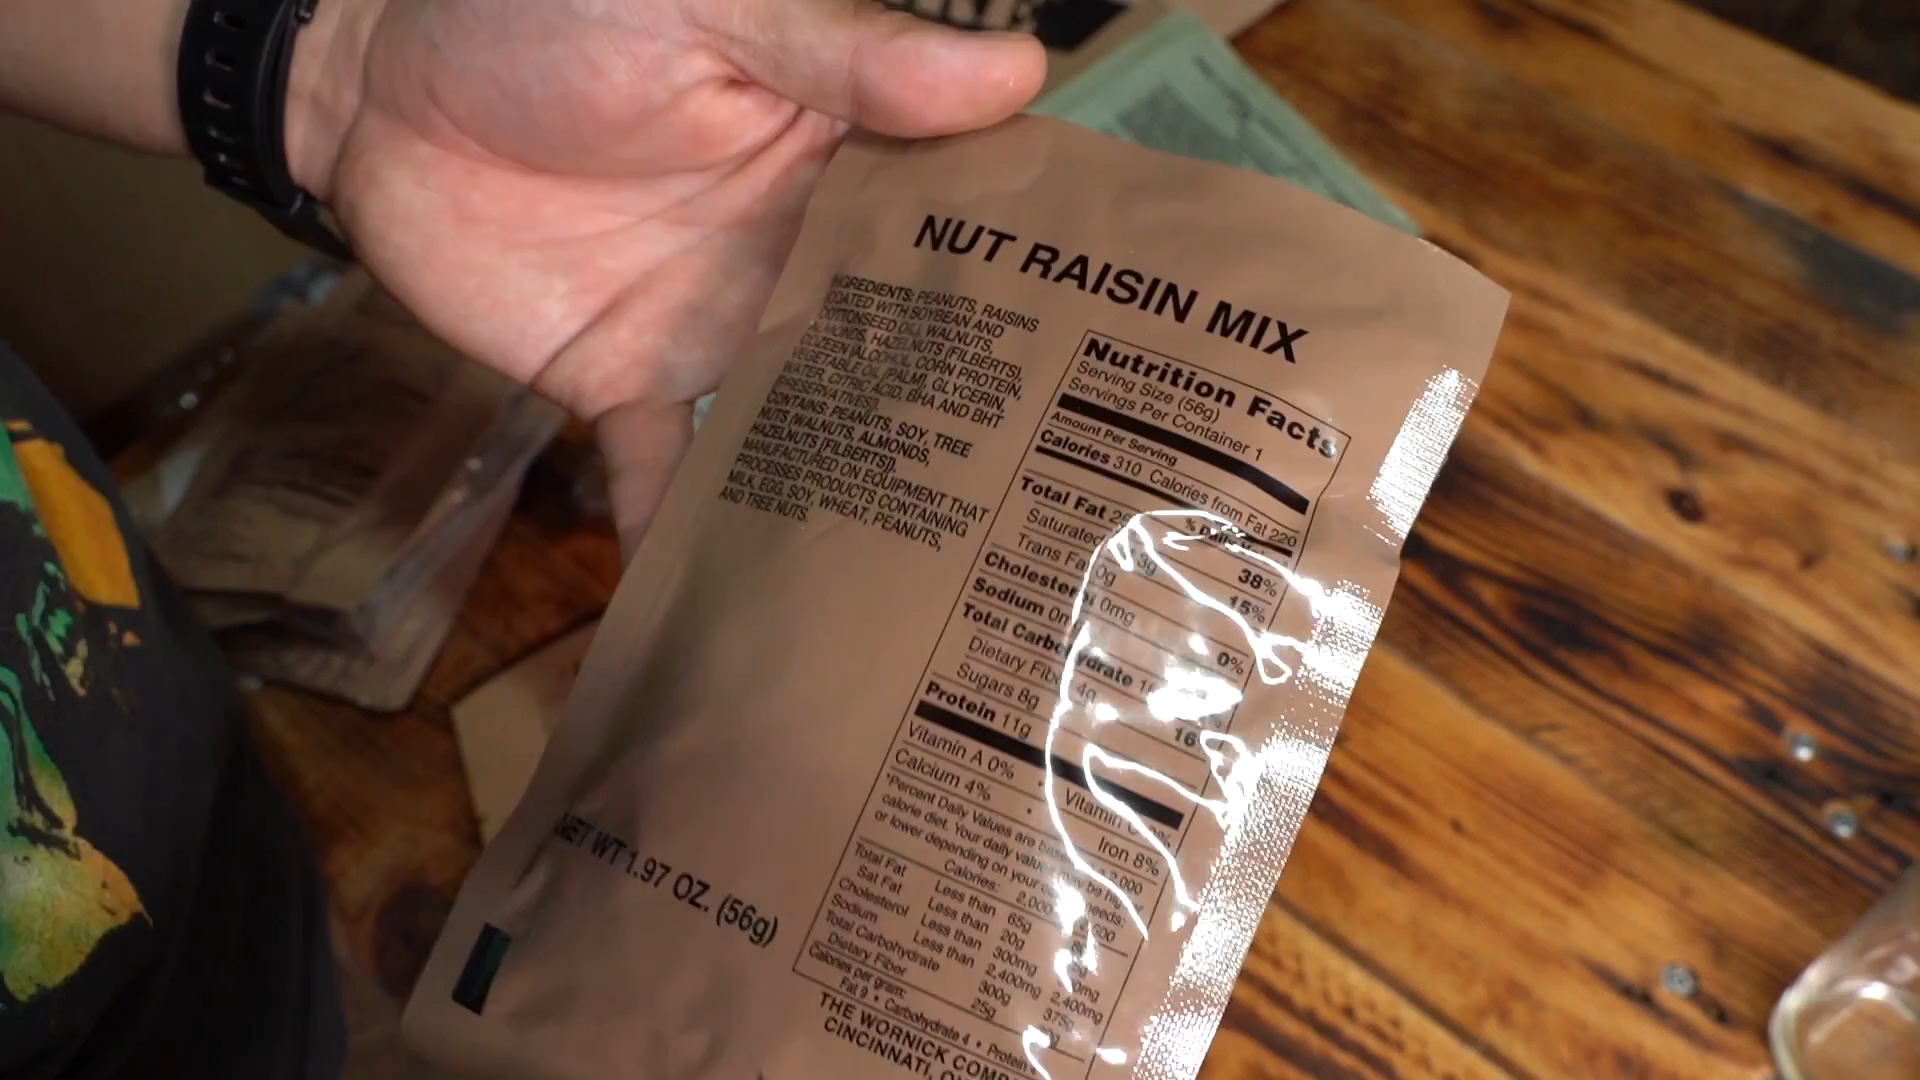 NUT RAISIN MIX
INGREDIENTS: PEANUTS, RAISINS
COATED WITH SOYBEAN AND
COTTONSEED OIL, WALNUTS,
ALMONDS, HAZELNUTS (FILBERTS),
COZEEN (ALCOHOL, CORN PROTEIN,
VEGETABLE OIL (PALM), GLYCERIN,
WATER, CITRIC ACID, BHA AND BHT
(PRESERVATIVES)).
CONTAINS: PEANUTS, SOY, TREE
NUTS (WALNUTS, ALMONDS,
HAZELNUTS [FILBERTS]).
MANUFACTURED ON EQUIPMENT THAT
PROCESSES PRODUCTS CONTAINING
MILK, EGG, SOY, WHEAT, PEANUTS,
AND TREE NUTS.
NET WT 1.97 OZ. (56g)
Nutrition Facts
Serving Size (56g)
Servings Per Container 1
Amount Per Serving
Calories 310 Calories from Fat 220
% Daily
Total Fat 38%
Saturated 3g 15%
Trans Fat 0g
Cholesterol 0mg 0%
Sodium
Total Carbohydrate
Dietary Fiber 4g 16
Sugars 8g
Protein 11g
Vitamin A 0% • Vitamin C
Calcium 4% • Iron 8%
*Percent Daily Values are based 2,000
calorie diet. Your daily values may be higher
or lower depending on your needs:
Calories: 2,000
Total Fat Less than 65g
Sat Fat Less than 20g
Cholesterol Less than 300mg
Sodium Less than 2,400mg 2,400mg
Total Carbohydrate 300g 375g
Dietary Fiber 25g
Calories per gram:
Fat 9 • Carbohydrate 4 • Protein
THE WORNICK
CINCINNATI,